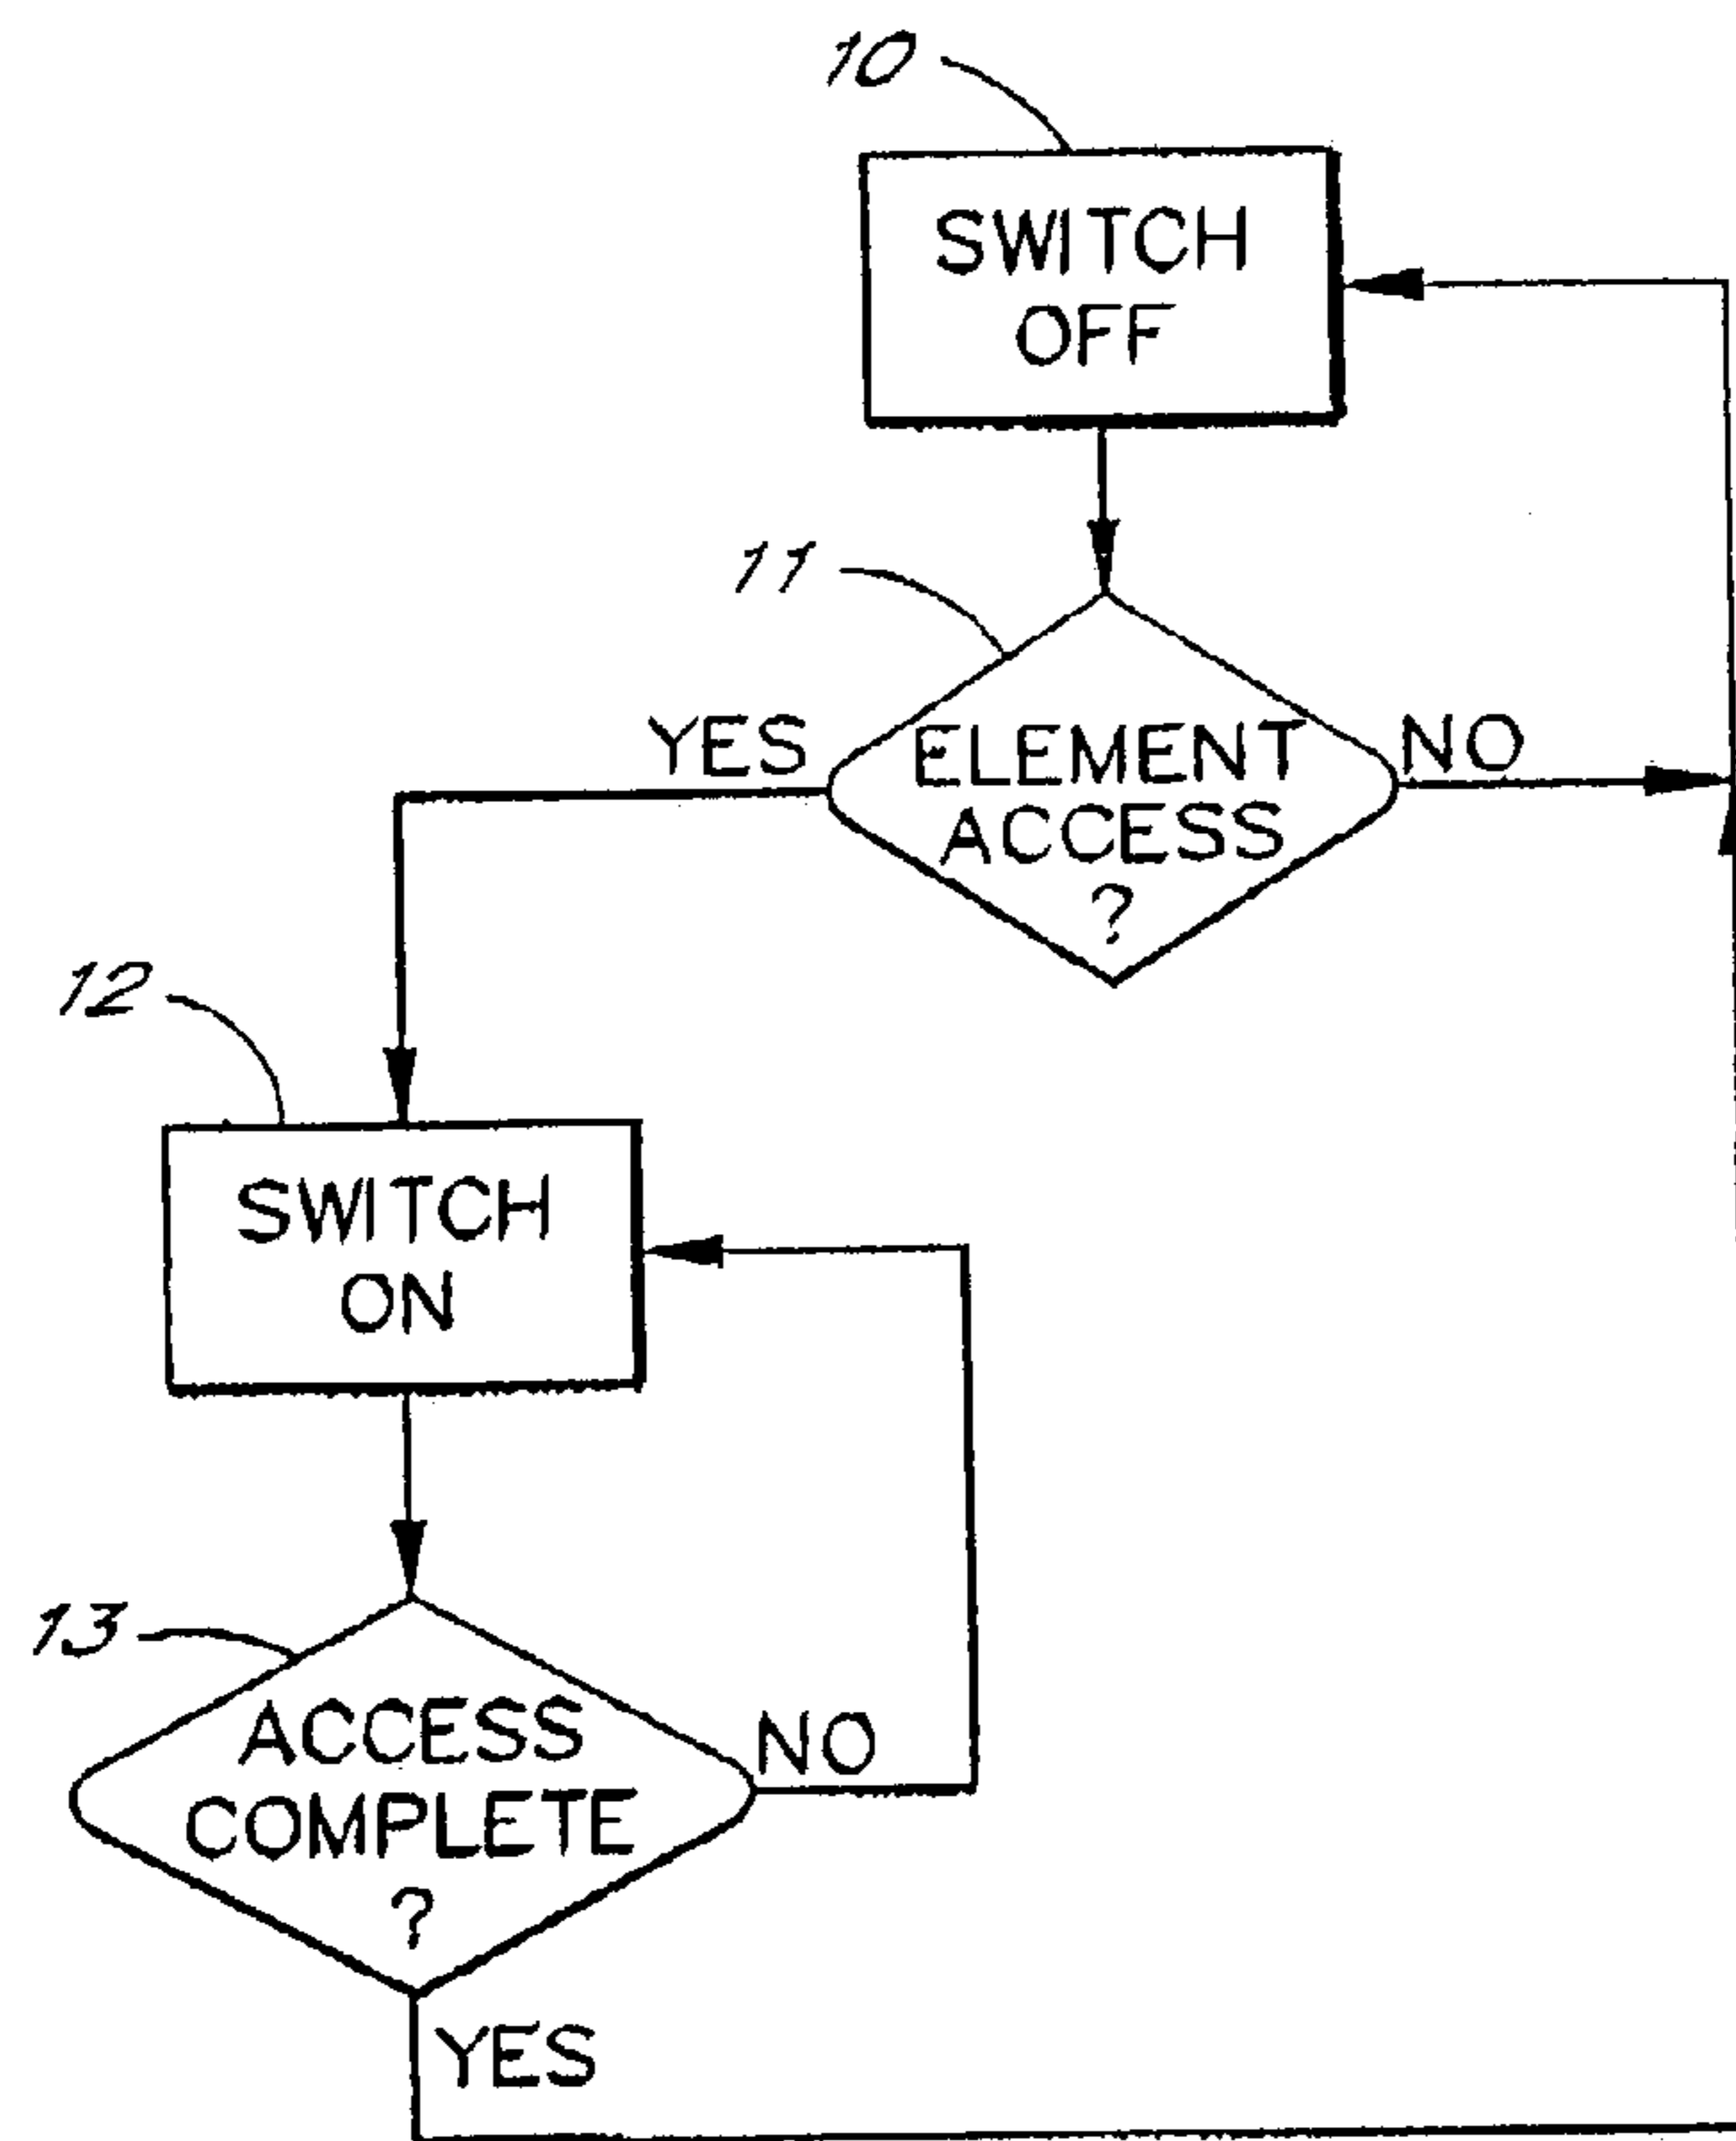 10
SWITCH
OFF
11
YES
ELEMENT
ACCESS
?
NO
12
SWITCH
ON
13
ACCESS
COMPLETE
?
NO
YES